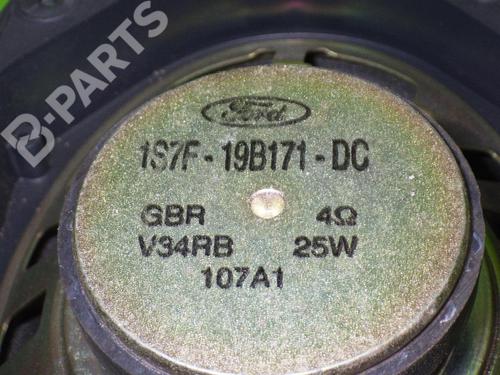 B-PARTS
Ford
1S7F-19B171-DC
GBR 4Ω
V34RB 25W
107A1